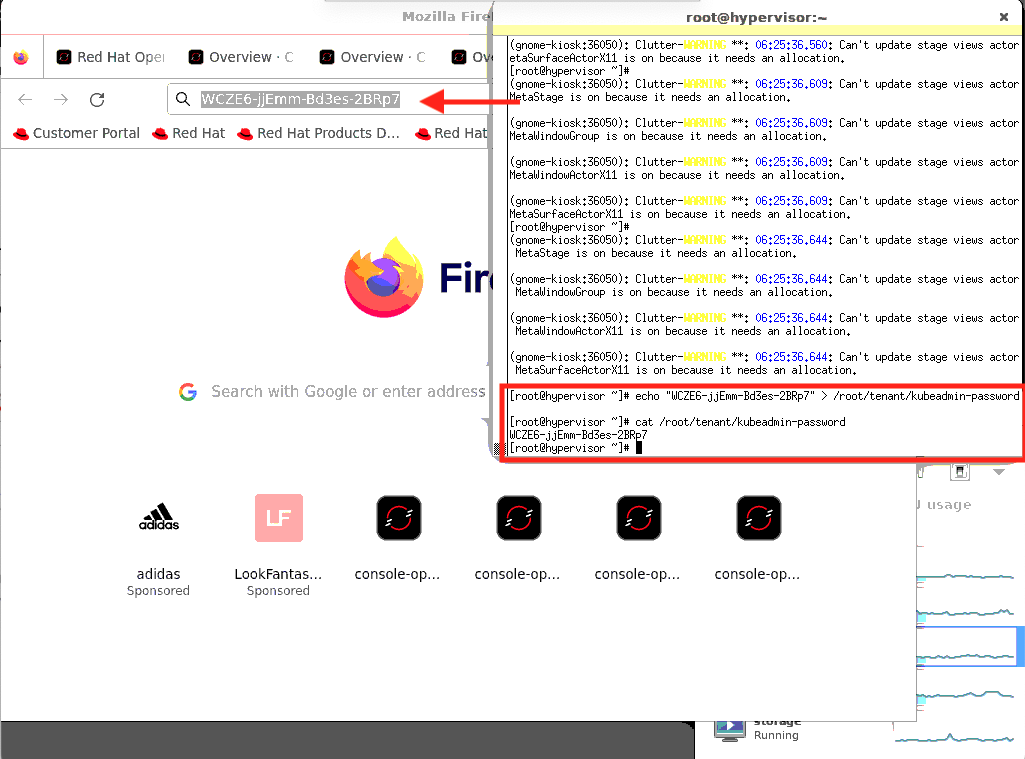 Mozilla Fire
root@hypervisor:~
Red Hat Oper
Overview · C
Overview · C
Ov
WCZE6-jjEmm-Bd3es-2BRp7
Customer Portal
Red Hat
Red Hat Products D...
Red Hat
Fire
Search with Google or enter address
adidas
adidas
Sponsored
LF
LookFantas...
Sponsored
console-op...
console-op...
console-op...
console-op...
(gnome-kiosk:36050): Clutter-WARNING **: 06:25:36.560: Can't update stage views actor
etaSurfaceActorX11 is on because it needs an allocation.
[root@hypervisor ~]#
(gnome-kiosk:36050): Clutter-WARNING **: 06:25:36.609: Can't update stage views actor
MetaStage is on because it needs an allocation.
(gnome-kiosk:36050): Clutter-WARNING **: 06:25:36.609: Can't update stage views actor
MetaWindowGroup is on because it needs an allocation.
(gnome-kiosk:36050): Clutter-WARNING **: 06:25:36.609: Can't update stage views actor
MetaWindowActorX11 is on because it needs an allocation.
(gnome-kiosk:36050): Clutter-WARNING **: 06:25:36.609: Can't update stage views actor
MetaSurfaceActorX11 is on because it needs an allocation.
[root@hypervisor ~]#
(gnome-kiosk:36050): Clutter-WARNING **: 06:25:36.644: Can't update stage views actor
MetaStage is on because it needs an allocation.
(gnome-kiosk:36050): Clutter-WARNING **: 06:25:36.644: Can't update stage views actor
MetaWindowGroup is on because it needs an allocation.
(gnome-kiosk:36050): Clutter-WARNING **: 06:25:36.644: Can't update stage views actor
MetaWindowActorX11 is on because it needs an allocation.
(gnome-kiosk:36050): Clutter-WARNING **: 06:25:36.644: Can't update stage views actor
MetaSurfaceActorX11 is on because it needs an allocation.
[root@hypervisor ~]# echo "WCZE6-jjEmm-Bd3es-2BRp7" > /root/tenant/kubeadmin-password
[root@hypervisor ~]# cat /root/tenant/kubeadmin-password
WCZE6-jjEmm-Bd3es-2BRp7
[root@hypervisor ~]#
usage
storage
Running